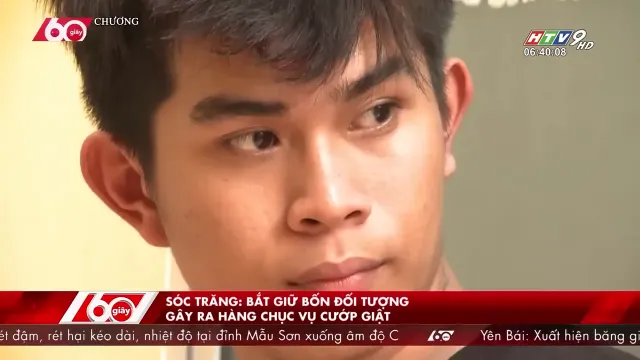 60 giây CHƯƠNG
HTV9 HD
06:40:08
60 giây
SÓC TRĂNG: BẮT GIỮ BỐN ĐỐI TƯỢNG
GÂY RA HÀNG CHỤC VỤ CƯỚP GIẬT
ét đậm, rét hại kéo dài, nhiệt độ tại đỉnh Mẫu Sơn xuống âm độ C 60 giây Yên Bái: Xuất hiện băng g